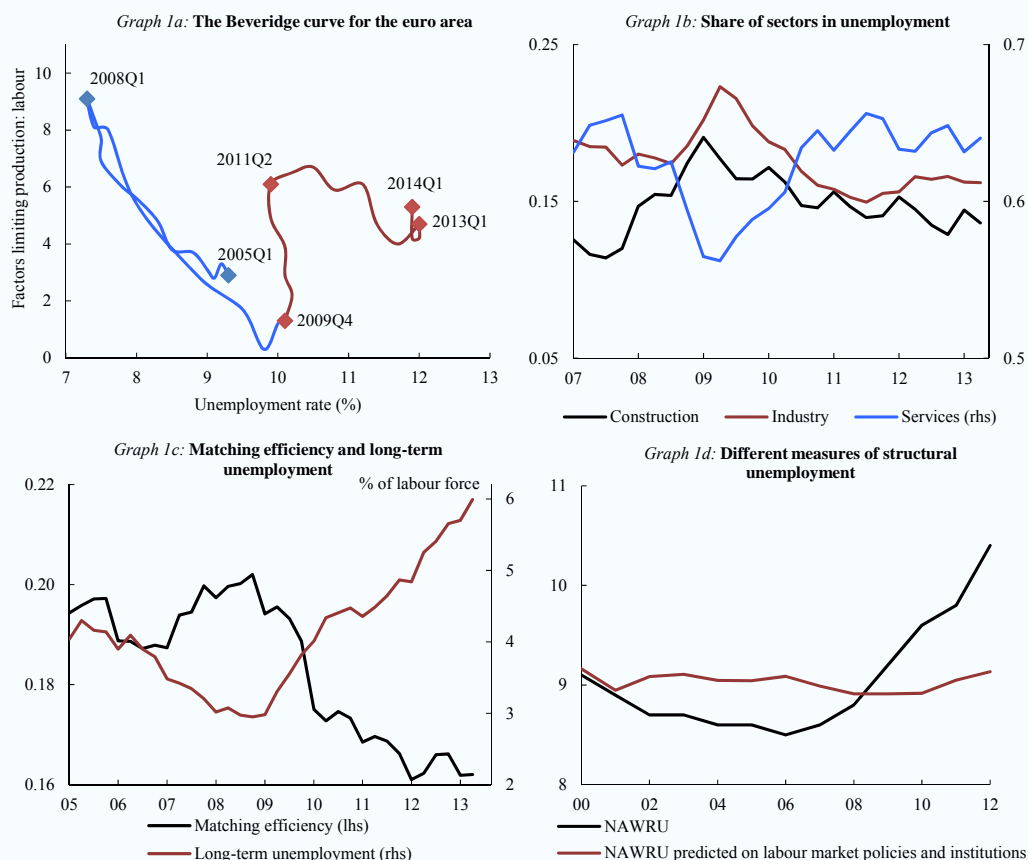 Graph 1a: The Beveridge curve for the euro area
Factors limiting production: labour
10
8
6
4
2
0
2008Q1
2011Q2
2014Q1
2013Q1
2005Q1
2009Q4
7 8 9 10 11 12 13
Unemployment rate (%)
Graph 1b: Share of sectors in unemployment
0.25
0.15
0.05
0.7
0.6
0.5
07 08 09 10 11 12 13
Construction Industry Services (rhs)
Graph 1c: Matching efficiency and long-term
unemployment
% of labour force
0.22
0.20
0.18
0.16
6
5
4
3
2
05 06 07 08 09 10 11 12 13
Matching efficiency (lhs)
Long-term unemployment (rhs)
Graph 1d: Different measures of structural
unemployment
11
10
9
8
00 02 04 06 08 10 12
NAWRU
NAWRU predicted on labour market policies and institutions